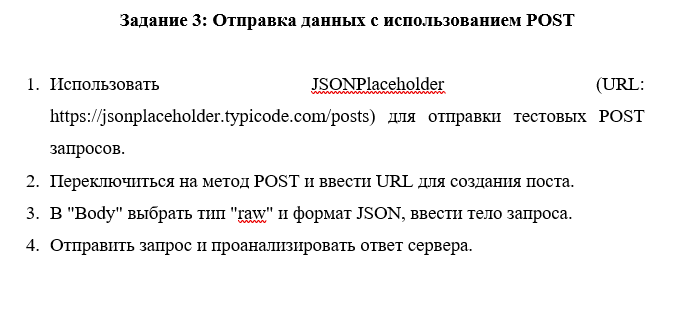 Задание 3: Отправка данных с использованием POST
1. Использовать JSONPlaceholder (URL:
https://jsonplaceholder.typicode.com/posts) для отправки тестовых POST
запросов.
2. Переключиться на метод POST и ввести URL для создания поста.
3. В "Body" выбрать тип "raw" и формат JSON, ввести тело запроса.
4. Отправить запрос и проанализировать ответ сервера.